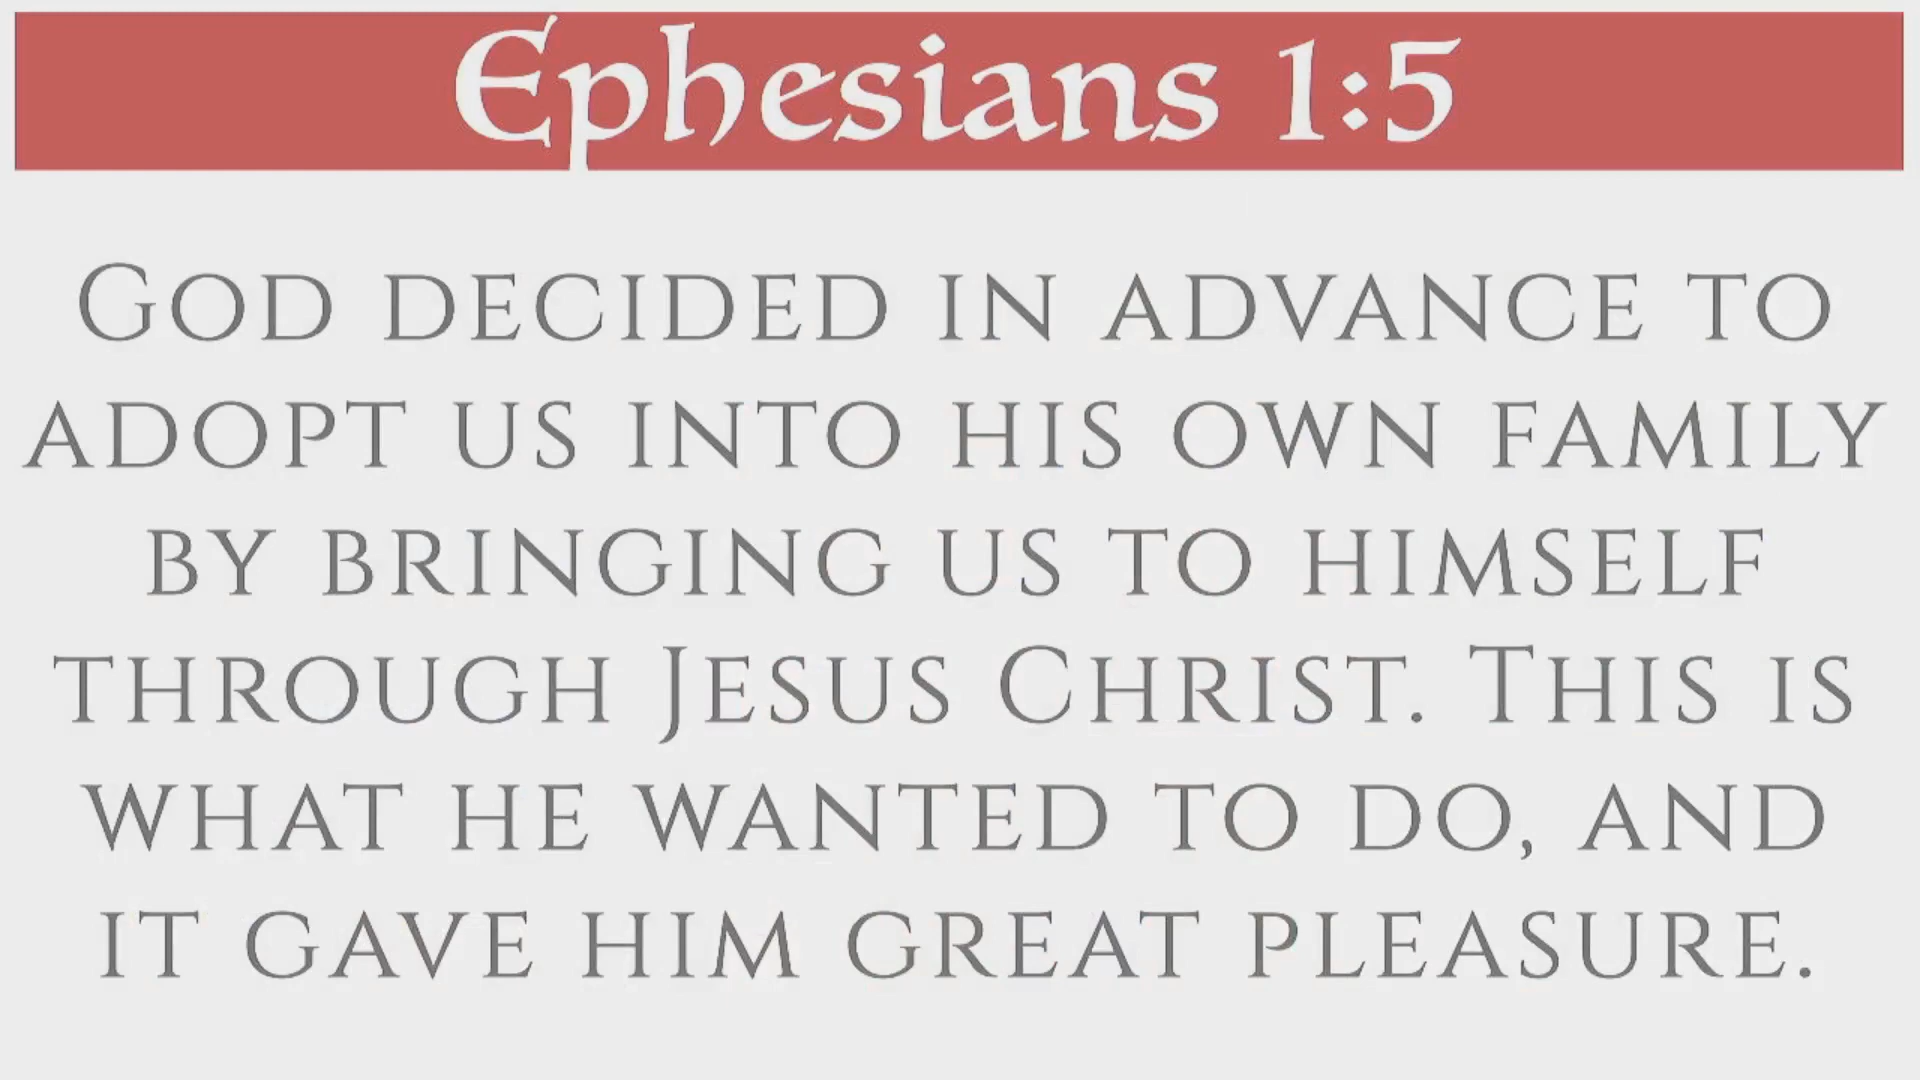 Ephesians 1:5
God decided in advance to
adopt us into his own family
by bringing us to himself
through Jesus Christ. This is
what he wanted to do, and
it gave him great pleasure.